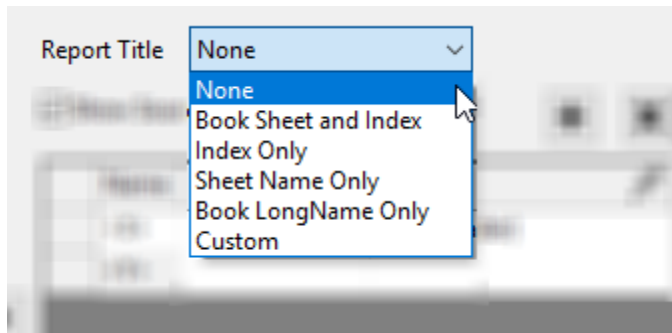 Report Title None
None
Book Sheet and Index
Index Only
Sheet Name Only
Book LongName Only
Custom